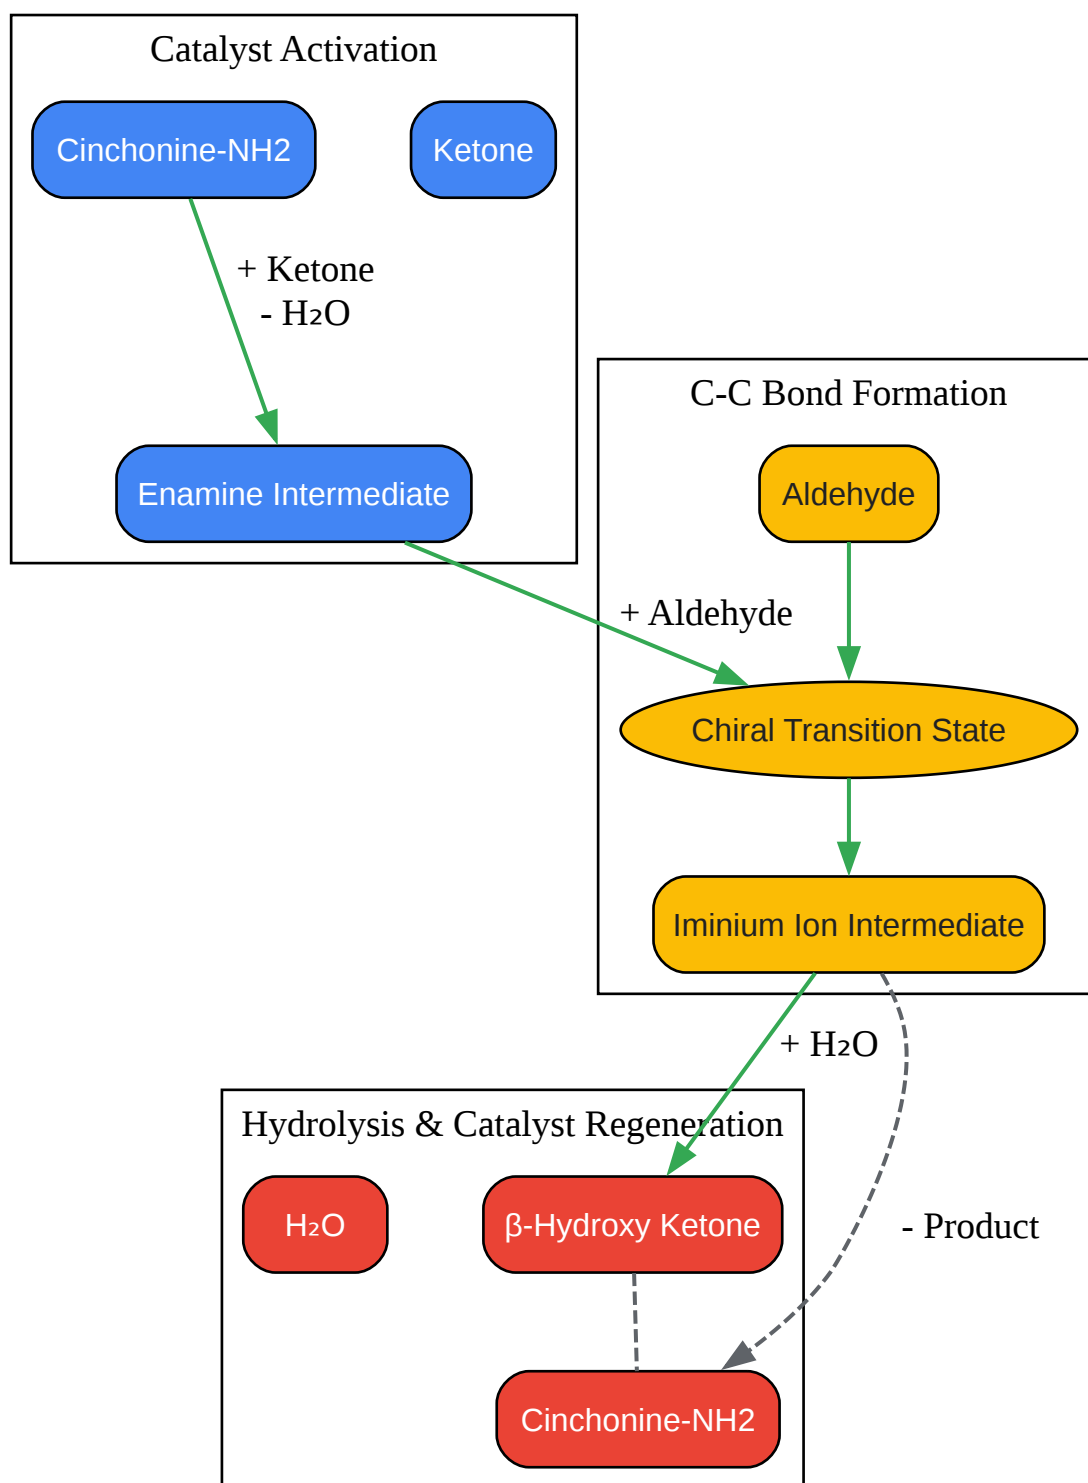 Catalyst Activation
Cinchonine-NH2
Ketone
+ Ketone
- H₂O
Enamine Intermediate
C-C Bond Formation
Aldehyde
+ Aldehyde
Chiral Transition State
Iminium Ion Intermediate
+ H₂O
Hydrolysis & Catalyst Regeneration
H₂O
β-Hydroxy Ketone
- Product
Cinchonine-NH2